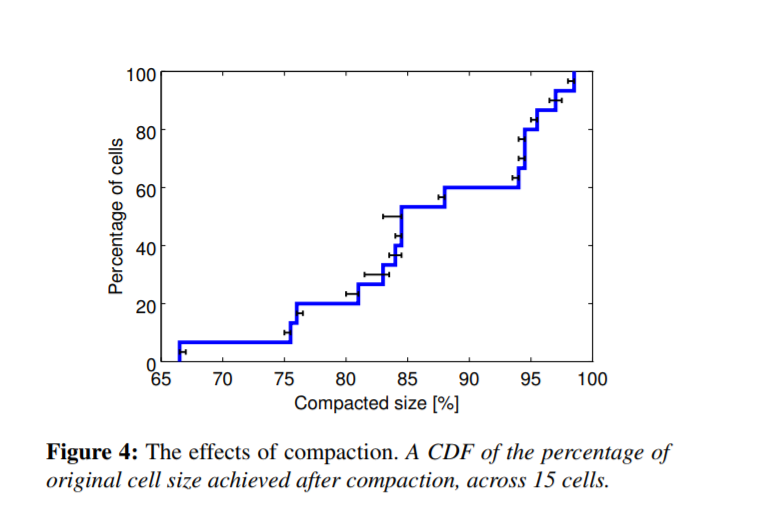 100
80
60
40
20
0
Percentage of cells
65 70 75 80 85 90 95 100
Compacted size [%]
Figure 4: The effects of compaction. A CDF of the percentage of
original cell size achieved after compaction, across 15 cells.